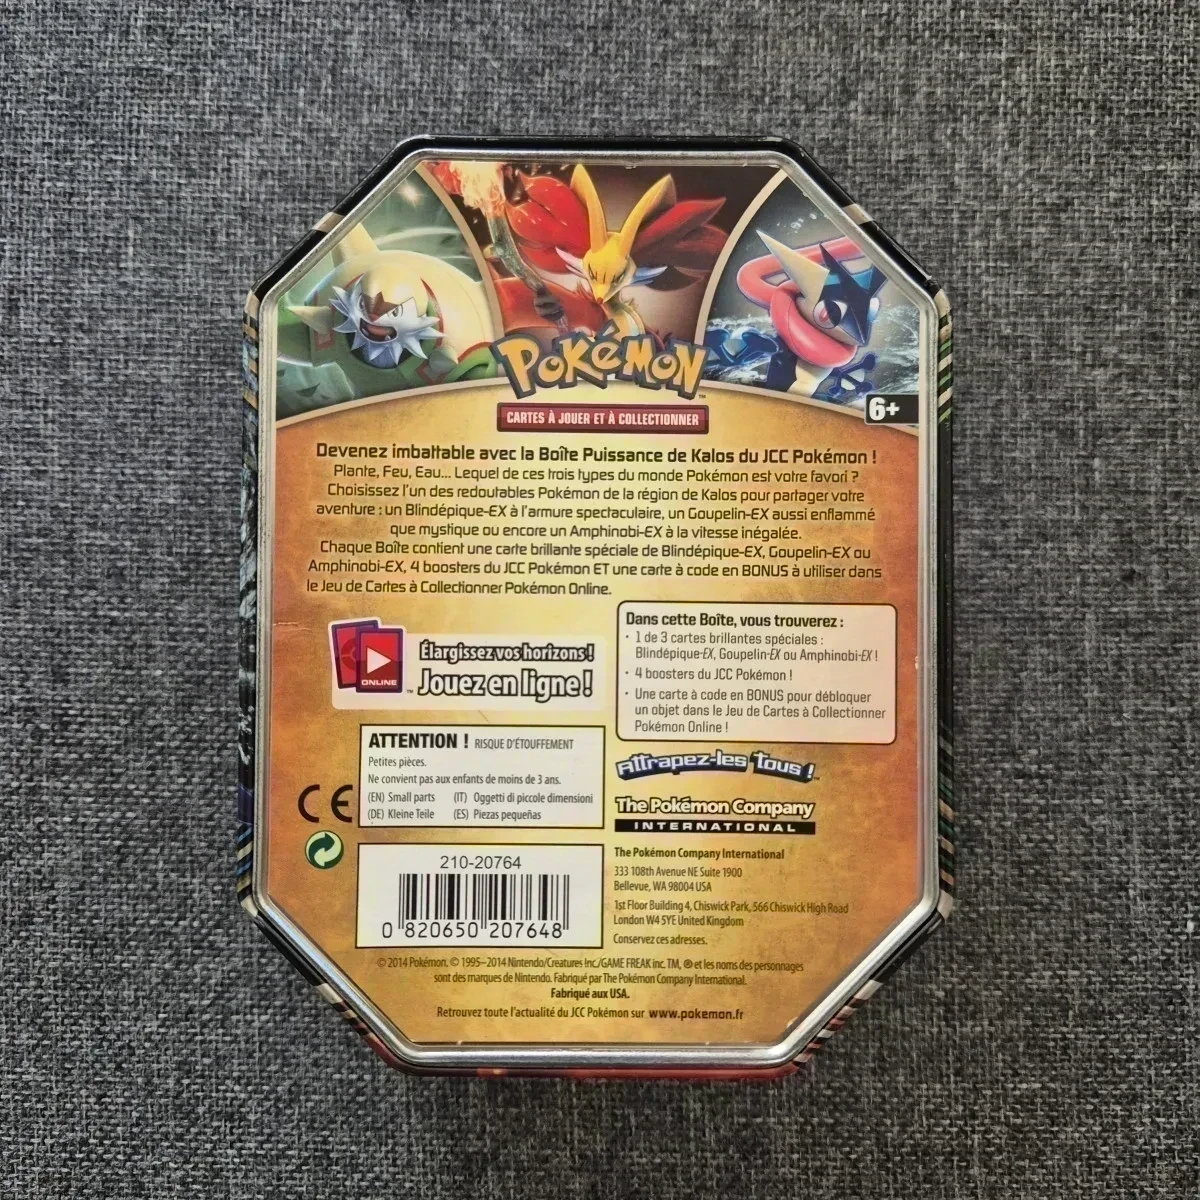 POKéMON
™
CARTES À JOUER ET À COLLECTIONNER
6+
Devenez imbattable avec la Boîte Puissance de Kalos du JCC Pokémon !
Plante, Feu, Eau... Lequel de ces trois types du monde Pokémon est votre favori ?
Choisissez l'un des redoutables Pokémon de la région de Kalos pour partager votre
aventure : un Blindépique-EX à l'armure spectaculaire, un Goupelin-EX aussi enflammé
que mystique ou encore un Amphinobi-EX à la vitesse inégalée.
Chaque Boîte contient une carte brillante spéciale de Blindépique-EX, Goupelin-EX ou
Amphinobi-EX, 4 boosters du JCC Pokémon ET une carte à code en BONUS à utiliser dans
le Jeu de Cartes à Collectionner Pokémon Online.
ONLINE
™
Élargissez vos horizons !
Jouez en ligne !
Dans cette Boîte, vous trouverez :
• 1 de 3 cartes brillantes spéciales :
Blindépique-EX, Goupelin-EX ou Amphinobi-EX !
• 4 boosters du JCC Pokémon !
• Une carte à code en BONUS pour débloquer
un objet dans le Jeu de Cartes à Collectionner
Pokémon Online !
ATTENTION ! RISQUE D'ÉTOUFFEMENT
Petites pièces.
Ne convient pas aux enfants de moins de 3 ans.
(EN) Small parts (IT) Oggetti di piccole dimensioni
(DE) Kleine Teile (ES) Piezas pequeñas
CE
Attrapez-les Tous !™
The Pokémon Company
INTERNATIONAL
210-20764
0 820650 207648
The Pokémon Company International
333 108th Avenue NE Suite 1900
Bellevue, WA 98004 USA
1st Floor Building 4, Chiswick Park, 566 Chiswick High Road
London W4 5YE United Kingdom
Conservez ces adresses.
© 2014 Pokémon. © 1995–2014 Nintendo/Creatures Inc./GAME FREAK inc. TM, ® et les noms des personnages
sont des marques de Nintendo. Fabriqué par The Pokémon Company International.
Fabriqué aux USA.
Retrouvez toute l'actualité du JCC Pokémon sur www.pokemon.fr